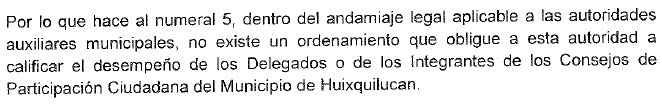 Por lo que hace al numeral 5, dentro del andamiaje legal aplicable a las autoridades
auxiliares municipales, no existe un ordenamiento que obligue a esta autoridad a
calificar el desempeño de los Delegados o de los Integrantes de los Consejos de
Participación Ciudadana del Municipio de Huixquilucan.